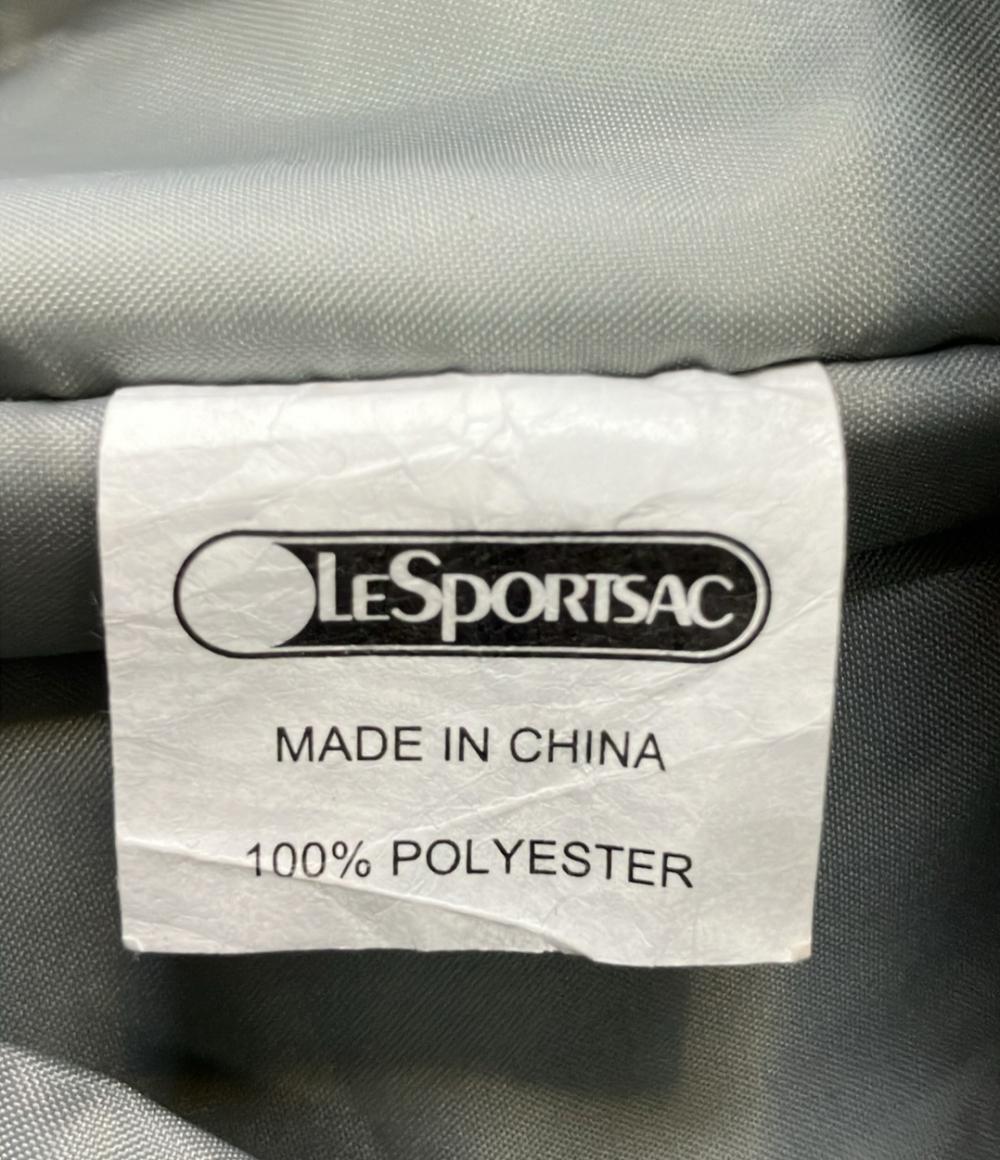 LeSportsac
MADE IN CHINA
100% POLYESTER